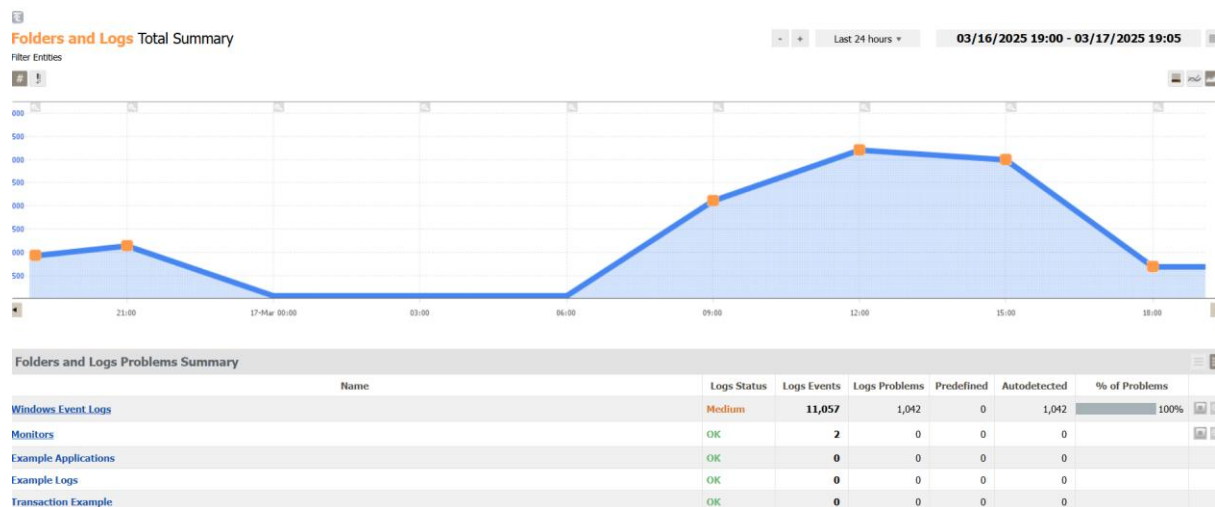 Folders and Logs Total Summary
- + Last 24 hours 03/16/2025 19:00 - 03/17/2025 19:05
Filter Entities
#
000
500
000
500
000
500
000
500
21:00 17-Mar 00:00 03:00 06:00 09:00 12:00 15:00 18:00
Folders and Logs Problems Summary
Name Logs Status Logs Events Logs Problems Predefined Autodetected % of Problems
Windows Event Logs Medium 11,057 1,042 0 1,042 100%
Monitors OK 2 0 0 0
Example Applications OK 0 0 0 0
Example Logs OK 0 0 0 0
Transaction Example OK 0 0 0 0